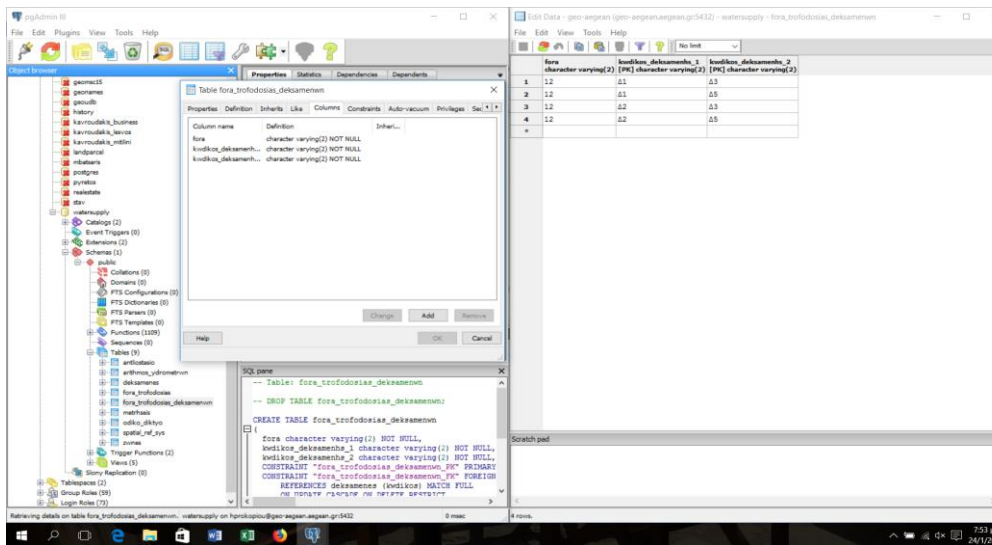 pgAdmin III
File Edit Plugins View Tools Help
Object browser
geomec15
geonames
geoudb
history
kavroudakis_business
kavroudakis_lesvos
kavroudakis_mitilini
landparcel
mbatsaris
postgres
pyretos
realestate
stav
watersupply
Catalogs (2)
Event Triggers (0)
Extensions (2)
Schemas (1)
public
Collations (0)
Domains (0)
FTS Configurations (0)
FTS Dictionaries (0)
FTS Parsers (0)
FTS Templates (0)
Functions (1109)
Sequences (0)
Tables (9)
antliostasio
arithmos_ydrometrwn
deksamenes
fora_trofodosias
fora_trofodosias_deksamenwn
metrhseis
odiko_diktyo
spatial_ref_sys
zwnes
Trigger Functions (2)
Views (5)
Slony Replication (0)
Tablespaces (2)
Group Roles (59)
Login Roles (73)
Properties Statistics Dependencies Dependents
Table fora_trofodosias_deksamenwn
Properties Definition Inherits Like Columns Constraints Auto-vacuum Privileges Sec
Column name Definition Inheri...
fora character varying(2) NOT NULL
kwdikos_deksamenh... character varying(2) NOT NULL
kwdikos_deksamenh... character varying(2) NOT NULL
Change Add Remove
Help OK Cancel
SQL pane
-- Table: fora_trofodosias_deksamenwn
-- DROP TABLE fora_trofodosias_deksamenwn;
CREATE TABLE fora_trofodosias_deksamenwn
(
fora character varying(2) NOT NULL,
kwdikos_deksamenhs_1 character varying(2) NOT NULL,
kwdikos_deksamenhs_2 character varying(2) NOT NULL,
CONSTRAINT "fora_trofodosias_deksamenwn_PK" PRIMARY
CONSTRAINT "fora_trofodosias_deksamenwn_FK" FOREIGN
REFERENCES deksamenes (kwdikos) MATCH FULL
ON UPDATE CASCADE ON DELETE RESTRICT
Retrieving details on table fora_trofodosias_deksamenwn. watersupply on hprokopiou@geo-aegean.aegean.gr:5432 0 msec
Edit Data - geo-aegean (geo-aegean.aegean.gr:5432) - watersupply - fora_trofodosias_deksamenwn
File Edit View Tools Help
No limit
fora kwdikos_deksamenhs_1 kwdikos_deksamenhs_2
character varying(2) [PK] character varying(2) [PK] character varying(2)
1 12 Δ1 Δ3
2 12 Δ1 Δ5
3 12 Δ2 Δ3
4 12 Δ2 Δ5
*
Scratch pad
4 rows.
7:53
24/1/2